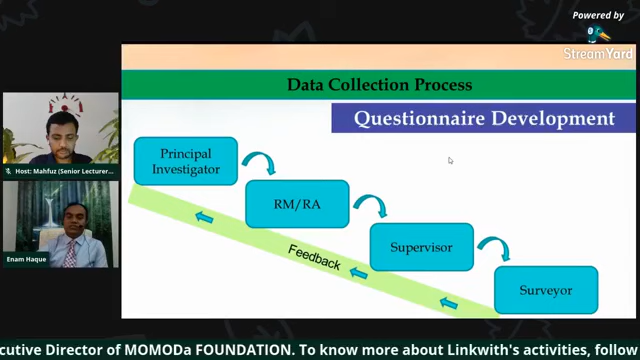 Powered by
StreamYard
Data Collection Process
Questionnaire Development
Principal
Investigator
RM/RA
Supervisor
Surveyor
Feedback
Host: Mahfuz (Senior Lecturer...
Enam Haque
cutive Director of MOMODa FOUNDATION. To know more about Linkwith's activities, follow